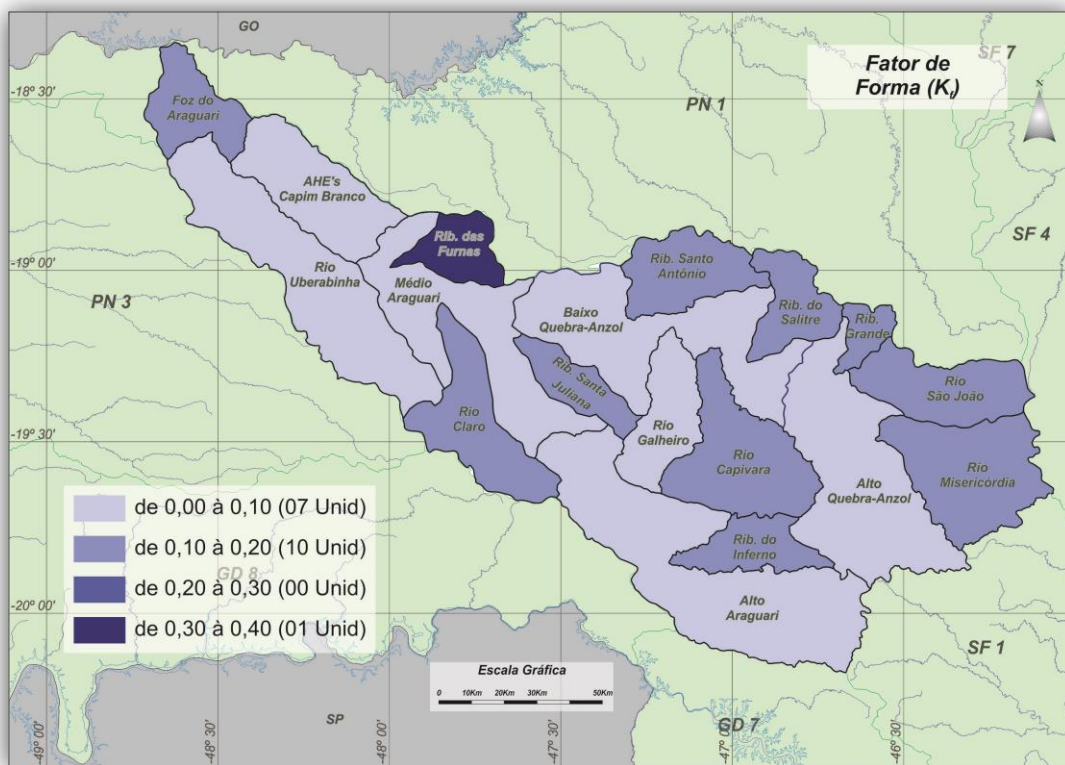 GO
SF 7
Fator de
Forma (Kf)
N
-18º 30'
Foz do
Araguari
PN 1
AHE's
Capim Branco
Rib. das
Furnas
SF 4
-19º 00'
Rib. Santo
Antônio
Rio
Uberabinha
Médio
Araguari
PN 3
Baixo
Quebra-Anzol
Rib. do
Salitre
Rib.
Grande
Rib. Santa
Juliana
Rio
São João
-19º 30'
Rio
Claro
Rio
Galheiro
Rio
Capivara
Alto
Quebra-Anzol
Rio
Misericórdia
de 0,00 à 0,10 (07 Unid)
de 0,10 à 0,20 (10 Unid)
GD 8
de 0,20 à 0,30 (00 Unid)
de 0,30 à 0,40 (01 Unid)
Rib. do
Inferno
-20º 00'
Alto
Araguari
SF 1
Escala Gráfica
0 10Km 20Km 30Km 50Km
SP
GD 7
-49º 00'
-48º 30'
-48º 00'
-47º 30'
-47º 00'
-46º 30'